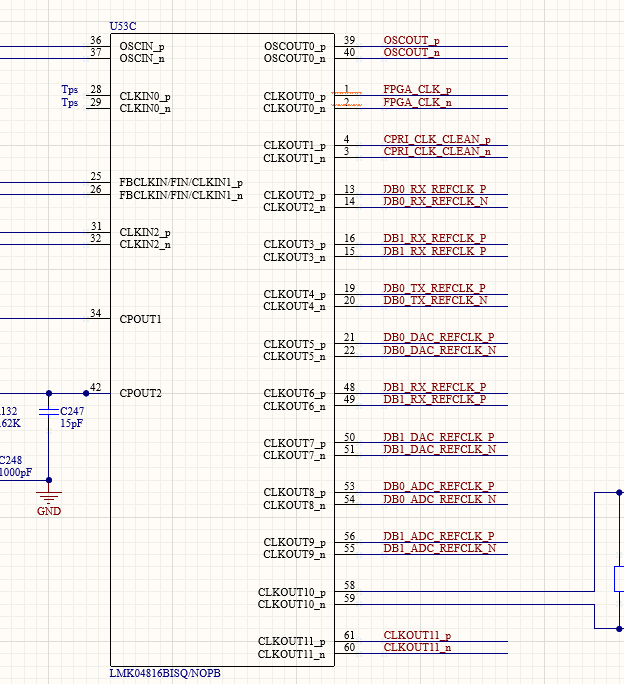 U53C
36 OSCIN_p OSCOUT0_p 39 OSCOUT_p
37 OSCIN_n OSCOUT0_n 40 OSCOUT_n
Tps 28 CLKIN0_p CLKOUT0_p 1 FPGA_CLK_p
Tps 29 CLKIN0_n CLKOUT0_n 2 FPGA_CLK_n
CLKOUT1_p 4 CPRI_CLK_CLEAN_p
CLKOUT1_n 3 CPRI_CLK_CLEAN_n
25 FBCLKIN/FIN/CLKIN1_p CLKOUT2_p 13 DB0_RX_REFCLK_P
26 FBCLKIN/FIN/CLKIN1_n CLKOUT2_n 14 DB0_RX_REFCLK_N
31 CLKIN2_p CLKOUT3_p 16 DB1_RX_REFCLK_P
32 CLKIN2_n CLKOUT3_n 15 DB1_RX_REFCLK_P
CLKOUT4_p 19 DB0_TX_REFCLK_P
CLKOUT4_n 20 DB0_TX_REFCLK_N
34 CPOUT1
CLKOUT5_p 21 DB0_DAC_REFCLK_P
CLKOUT5_n 22 DB0_DAC_REFCLK_N
42 CPOUT2 CLKOUT6_p 48 DB1_RX_REFCLK_P
CLKOUT6_n 49 DB1_RX_REFCLK_P
132 C247
.62K 15pF
CLKOUT7_p 50 DB1_DAC_REFCLK_P
CLKOUT7_n 51 DB1_DAC_REFCLK_N
C248
1000pF
CLKOUT8_p 53 DB0_ADC_REFCLK_P
CLKOUT8_n 54 DB0_ADC_REFCLK_N
GND
CLKOUT9_p 56 DB1_ADC_REFCLK_P
CLKOUT9_n 55 DB1_ADC_REFCLK_N
CLKOUT10_p 58
CLKOUT10_n 59
CLKOUT11_p 61 CLKOUT11_p
CLKOUT11_n 60 CLKOUT11_n
LMK04816BISQ/NOPB